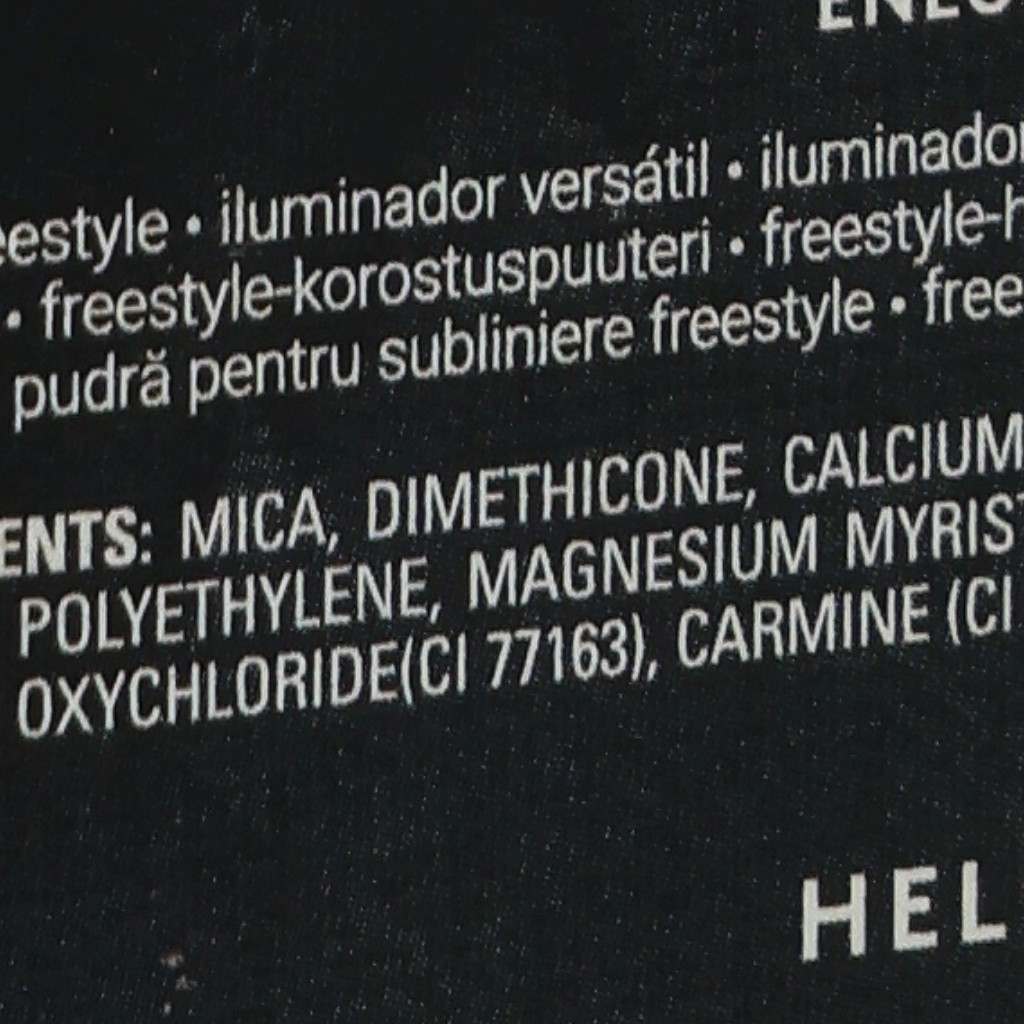 eestyle • iluminador versátil • iluminador
• freestyle-korostuspuuteri • freestyle-h
pudră pentru subliniere freestyle • free
ENTS: MICA, DIMETHICONE, CALCIUM
POLYETHYLENE, MAGNESIUM MYRIST
OXYCHLORIDE(CI 77163), CARMINE (CI
HEL